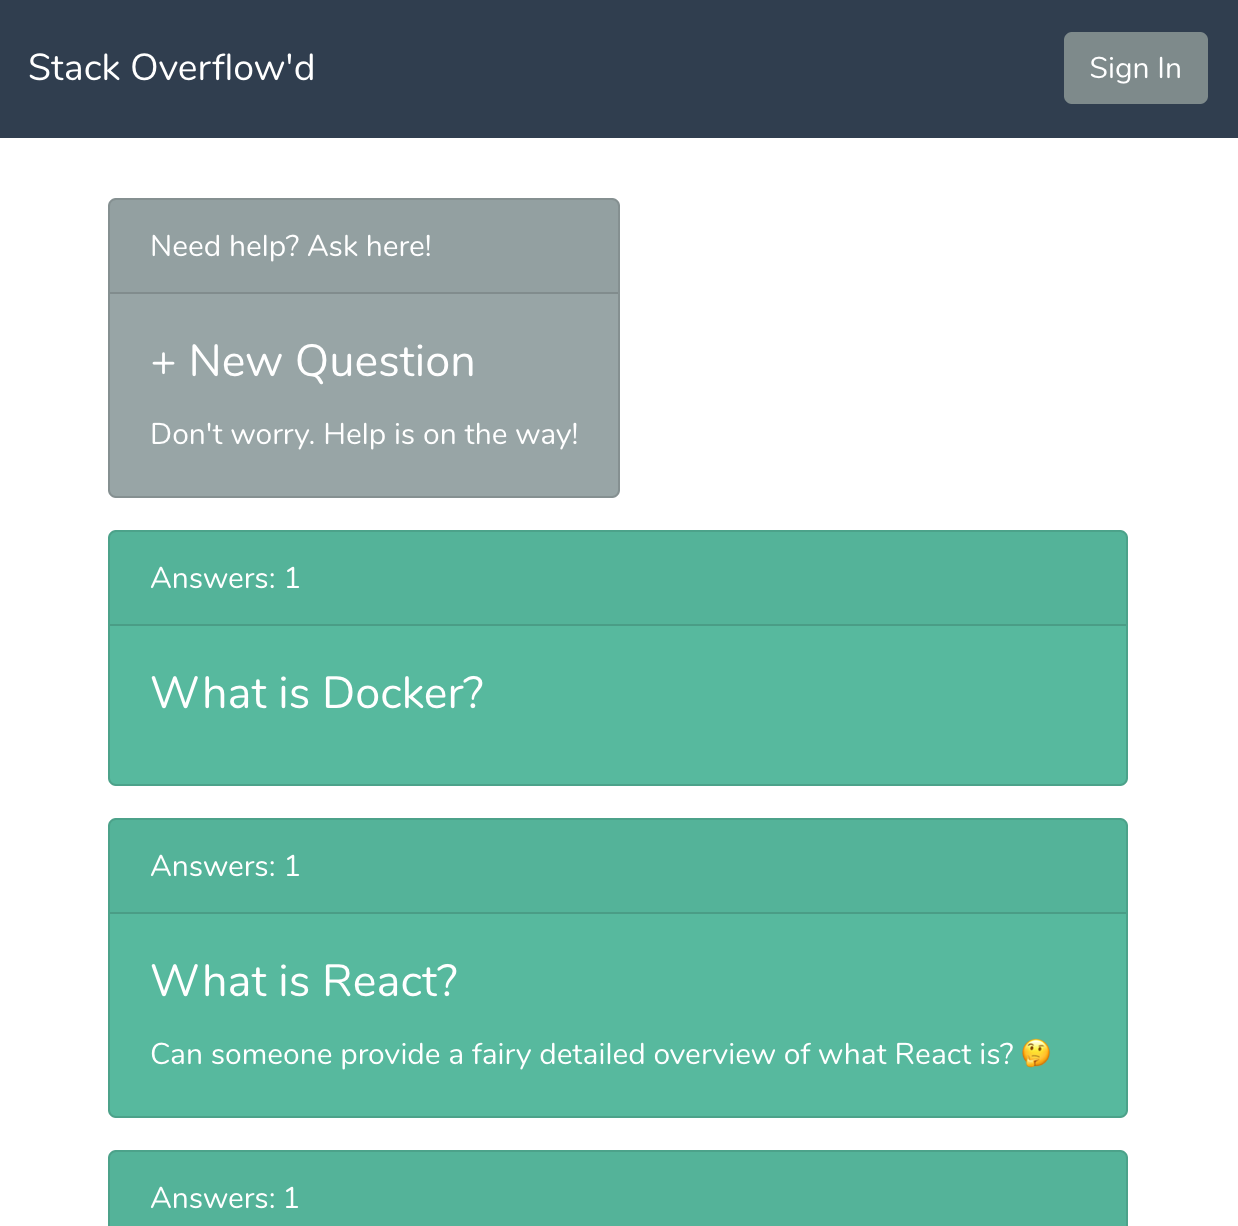 Stack Overflow'd
Sign In
Need help? Ask here!
+ New Question
Don't worry. Help is on the way!
Answers: 1
What is Docker?
Answers: 1
What is React?
Can someone provide a fairy detailed overview of what React is? 🤔
Answers: 1